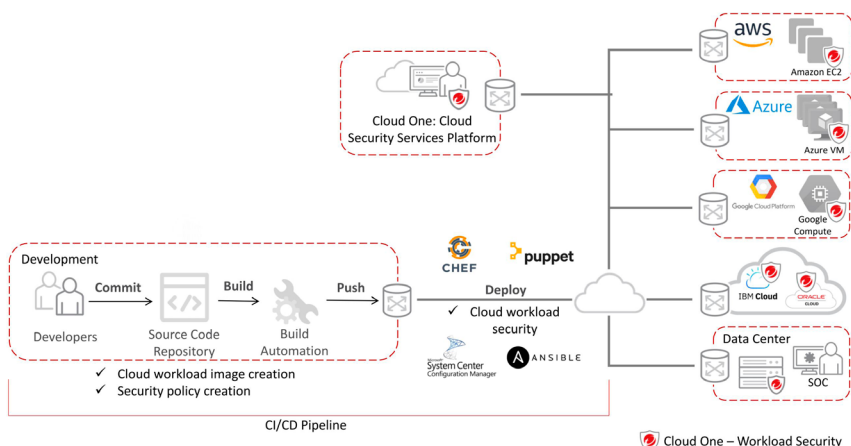 aws
Amazon EC2
Cloud One: Cloud
Security Services Platform
Azure
Azure VM
Google Cloud Platform
Google
Compute
CHEF
puppet
Development
Commit
Build
Push
Deploy
✓ Cloud workload
security
Developers
Source Code
Repository
Build
Automation
✓ Cloud workload image creation
✓ Security policy creation
Microsoft
System Center
Configuration Manager
ANSIBLE
IBM Cloud
ORACLE
CLOUD
Data Center
SOC
CI/CD Pipeline
Cloud One – Workload Security